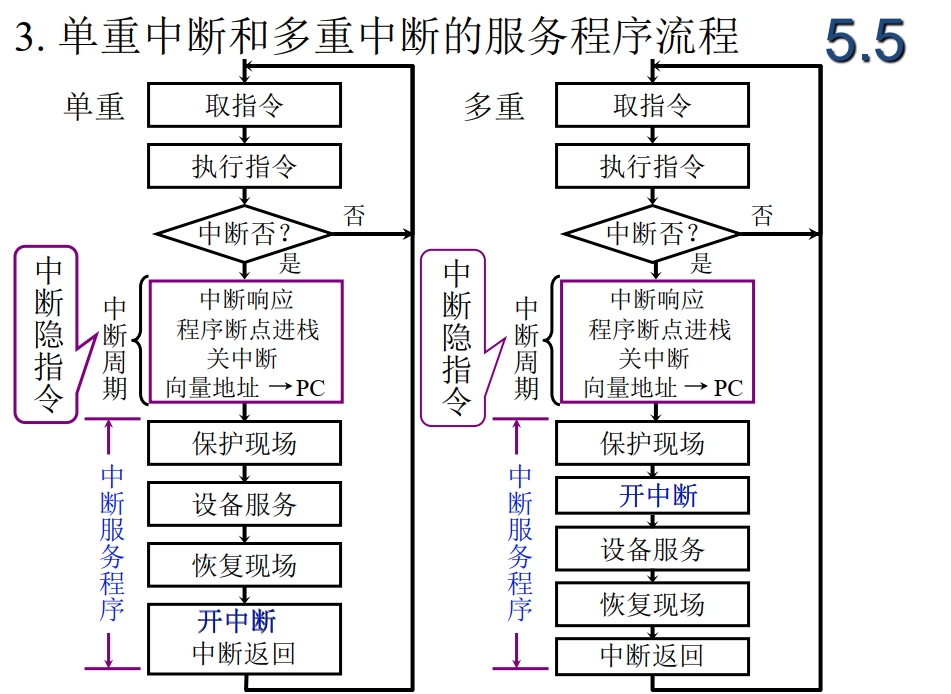 3. 单重中断和多重中断的服务程序流程
5.5
单重
取指令
执行指令
中断否?
否
是
中断隐指令
中断周期
中断响应
程序断点进栈
关中断
向量地址 → PC
中断服务程序
保护现场
设备服务
恢复现场
开中断
中断返回
多重
取指令
执行指令
中断否?
否
是
中断隐指令
中断周期
中断响应
程序断点进栈
关中断
向量地址 → PC
中断服务程序
保护现场
开中断
设备服务
恢复现场
中断返回